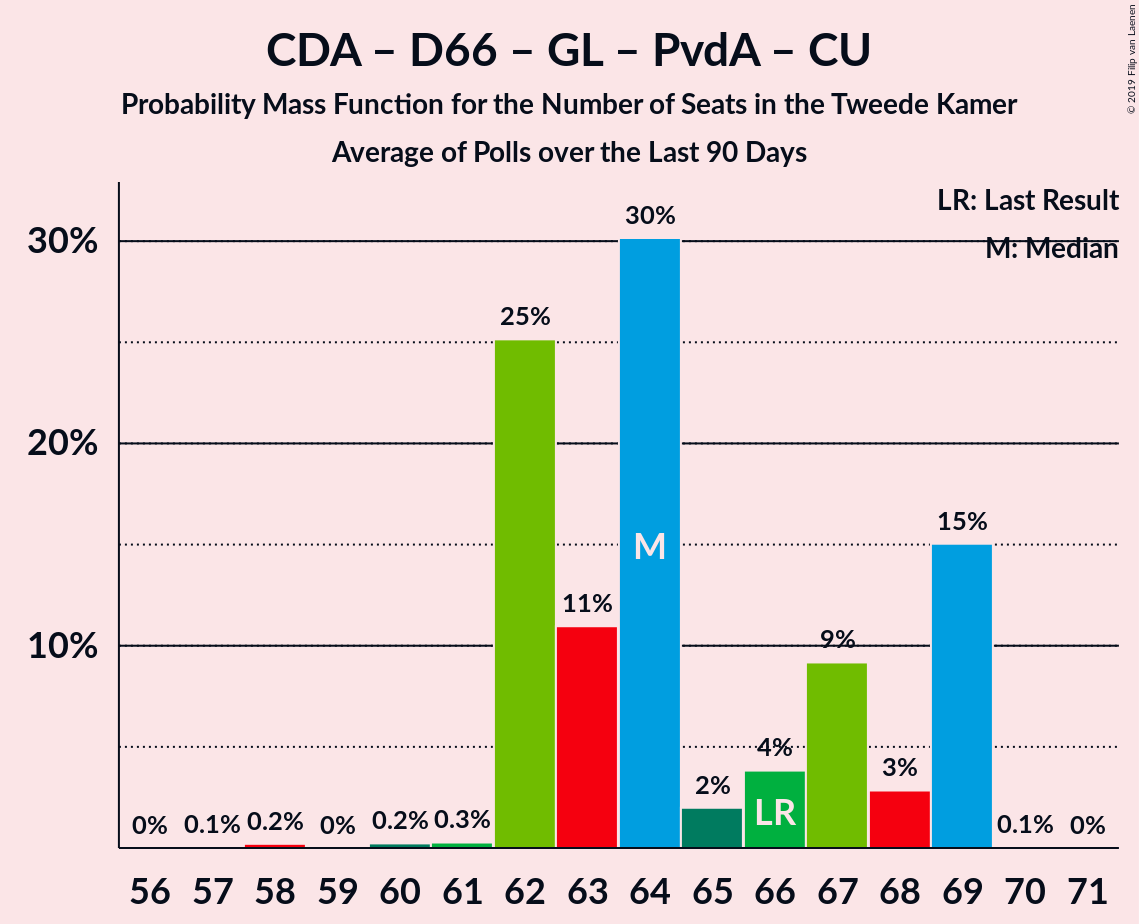 CDA – D66 – GL – PvdA – CU
Probability Mass Function for the Number of Seats in the Tweede Kamer
Average of Polls over the Last 90 Days
© 2019 Filip van Laenen
LR: Last Result
M: Median
30%
20%
10%
0%
0.1%
0.2%
0%
0.2%
0.3%
25%
11%
30%
2%
4%
9%
3%
15%
0.1%
0%
M
LR
56 57 58 59 60 61 62 63 64 65 66 67 68 69 70 71